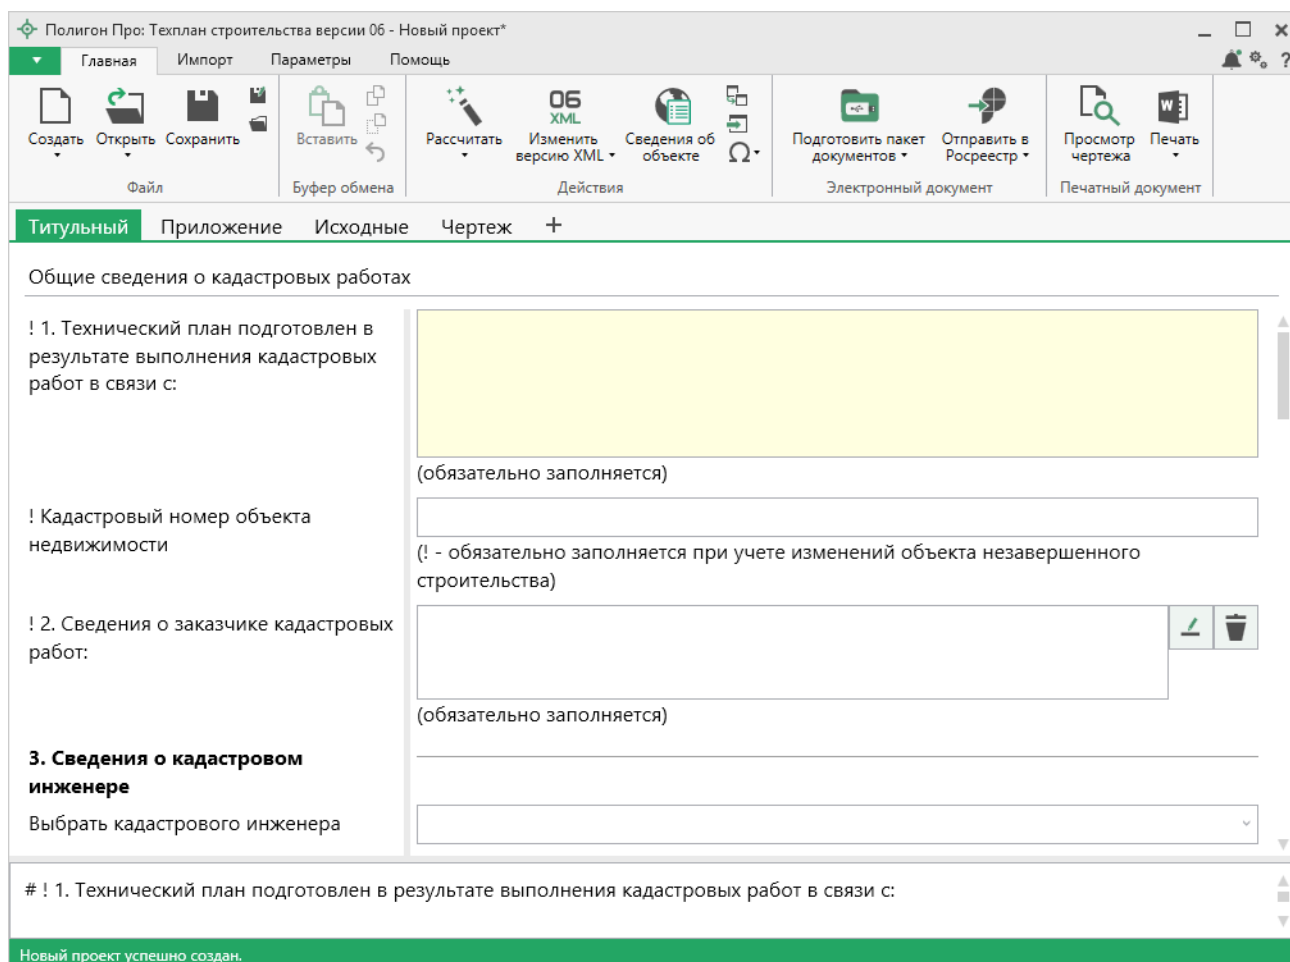 Полигон Про: Техплан строительства версии 06 - Новый проект*
Главная Импорт Параметры Помощь
?
06
XML
Создать Открыть Сохранить Вставить Рассчитать Изменить версию XML Сведения об объекте Ω Подготовить пакет документов Отправить в Росреестр Просмотр чертежа Печать
Файл Буфер обмена Действия Электронный документ Печатный документ
Титульный Приложение Исходные Чертеж +
Общие сведения о кадастровых работах
! 1. Технический план подготовлен в
результате выполнения кадастровых
работ в связи с:
(обязательно заполняется)
! Кадастровый номер объекта
недвижимости
(! - обязательно заполняется при учете изменений объекта незавершенного
строительства)
! 2. Сведения о заказчике кадастровых
работ:
(обязательно заполняется)
3. Сведения о кадастровом
инженере
Выбрать кадастрового инженера
# ! 1. Технический план подготовлен в результате выполнения кадастровых работ в связи с:
Новый проект успешно создан.